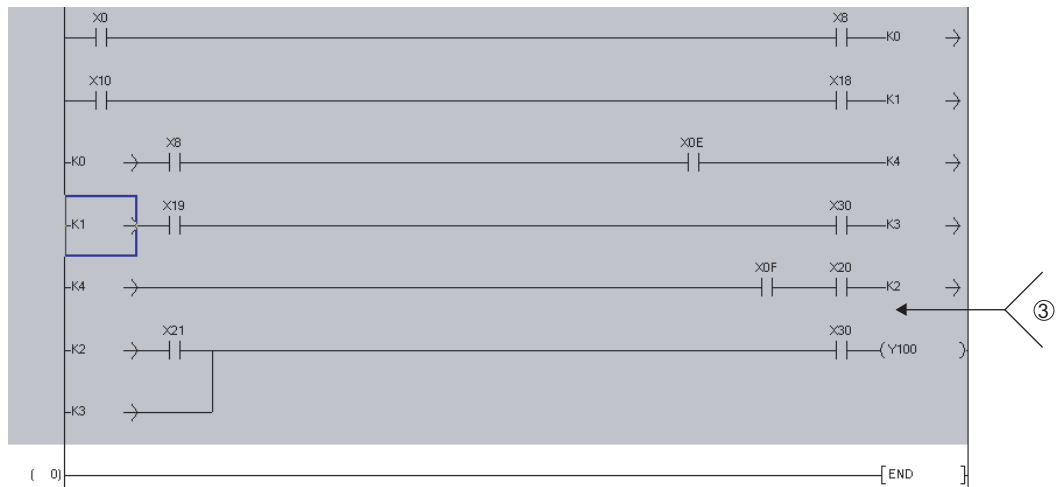 X0 X8
K0
X10 X18
K1
X8 X0E
K0 K4
X19 X30
K1 K3
X0F X20
K4 K2
③
X21 X30
K2 Y100
K3
( 0) END